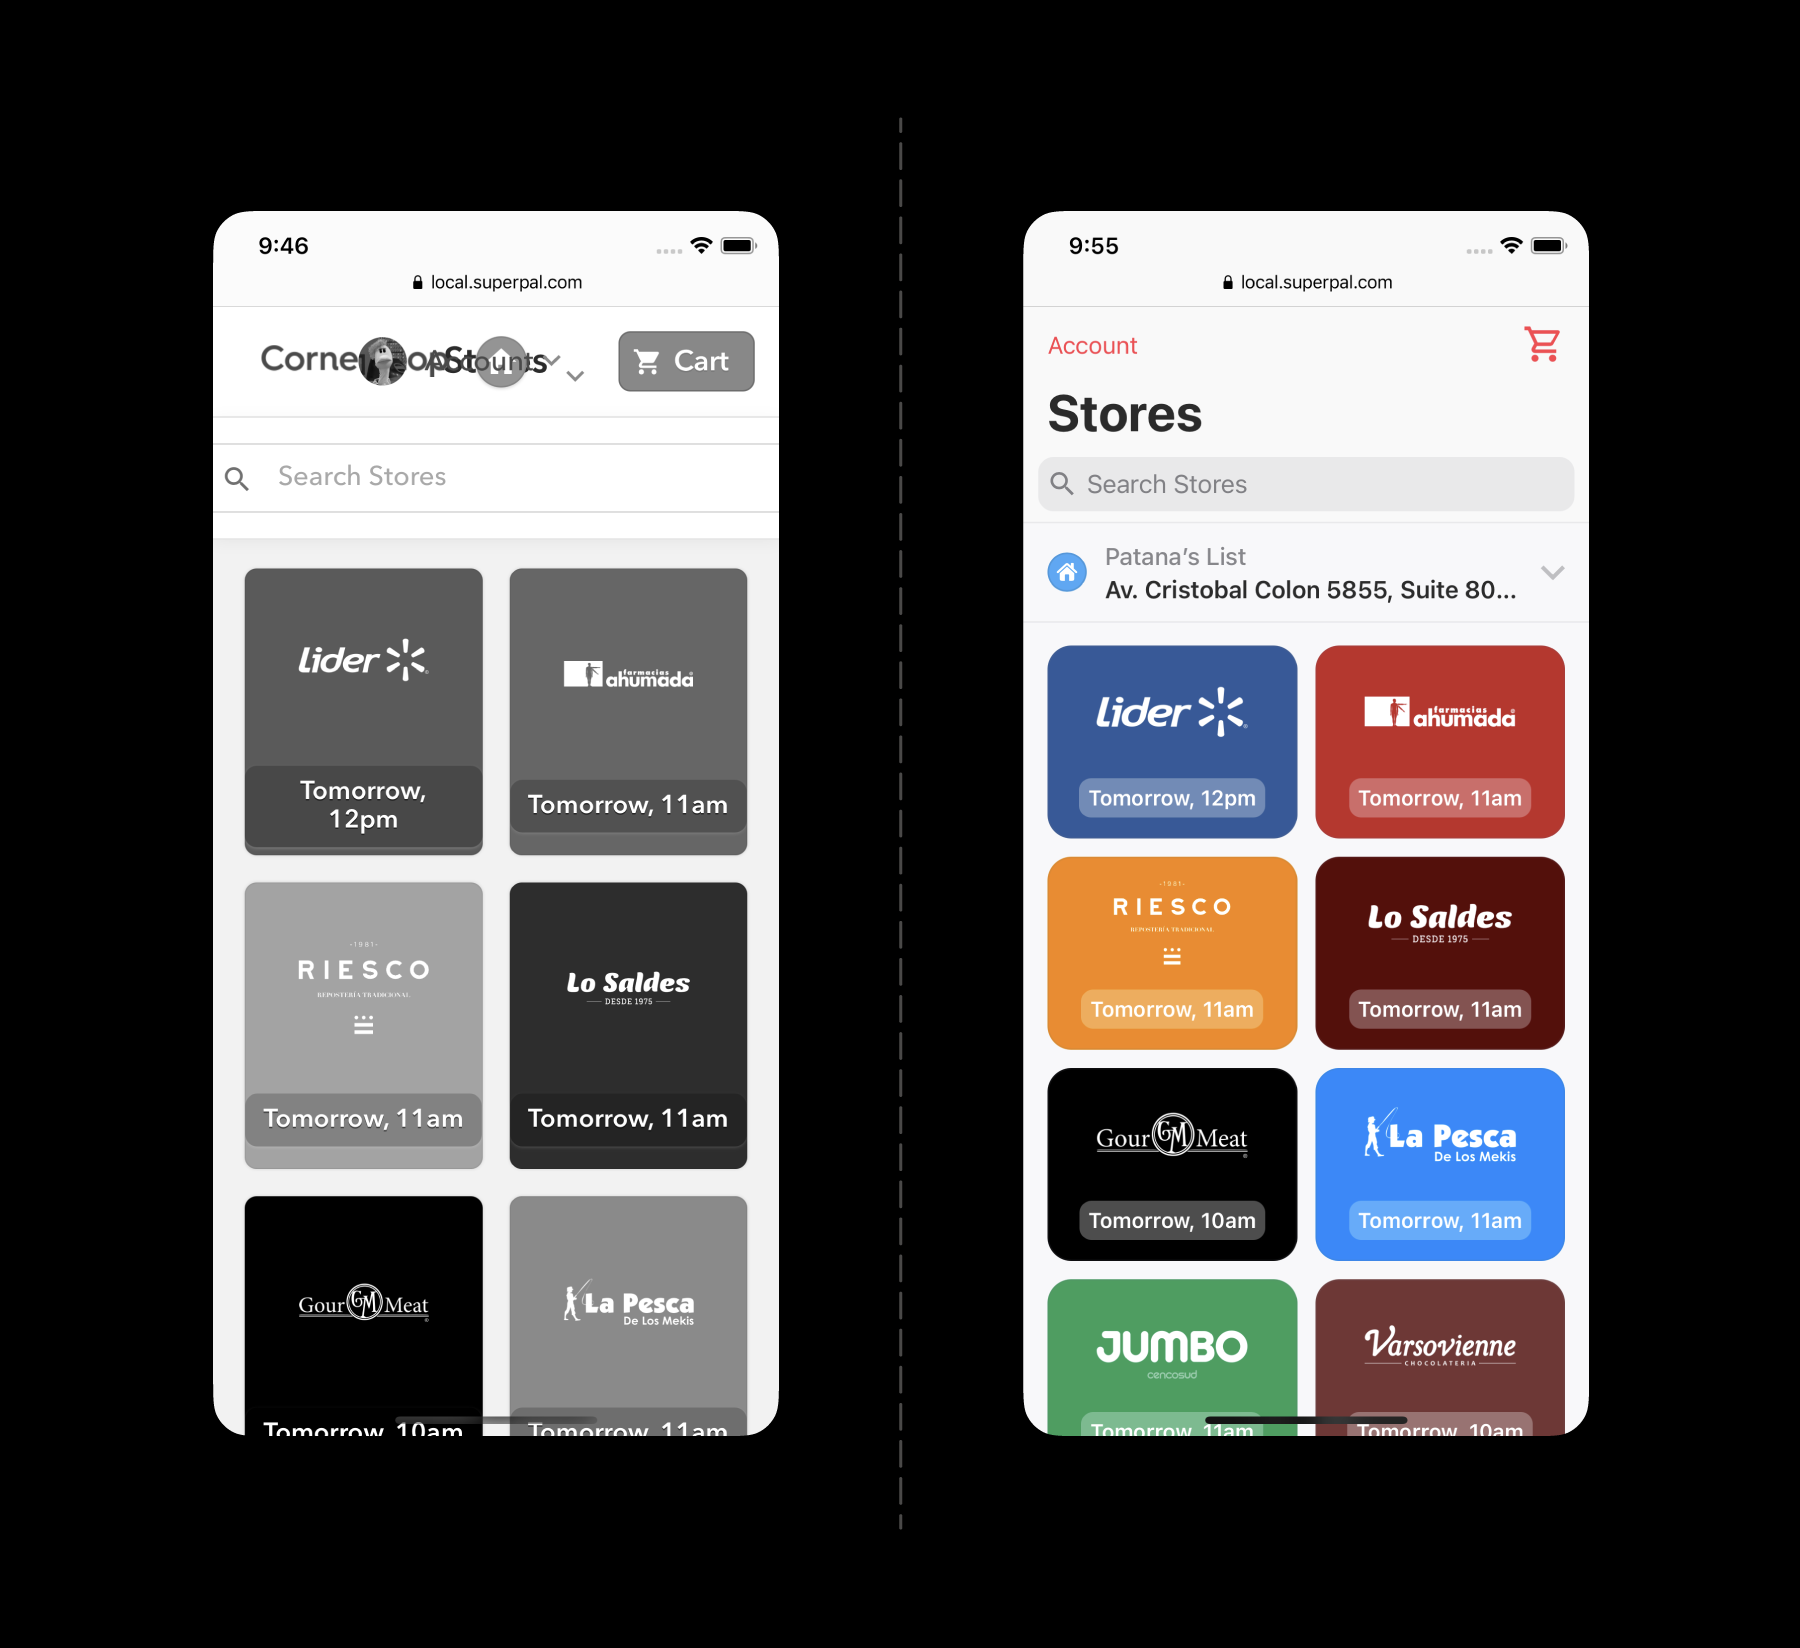 9:46
local.superpal.com
Stores
Cart
Search Stores
lider
farmacias
ahumada
Tomorrow,
12pm
Tomorrow, 11am
-1981-
RIESCO
REPOSTERÍA TRADICIONAL
Lo Saldes
DESDE 1975
Tomorrow, 11am
Tomorrow, 11am
Gour GM Meat
La Pesca
De Los Mekis
Tomorrow, 10am
Tomorrow, 11am
9:55
local.superpal.com
Account
Stores
Search Stores
Patana’s List
Av. Cristobal Colon 5855, Suite 80...
lider
farmacias
ahumada
Tomorrow, 12pm
Tomorrow, 11am
-1981-
RIESCO
REPOSTERÍA TRADICIONAL
Lo Saldes
DESDE 1975
Tomorrow, 11am
Tomorrow, 11am
Gour GM Meat
La Pesca
De Los Mekis
Tomorrow, 10am
Tomorrow, 11am
JUMBO
cencosud
Varsovienne
CHOCOLATERIA
Tomorrow, 11am
Tomorrow, 10am